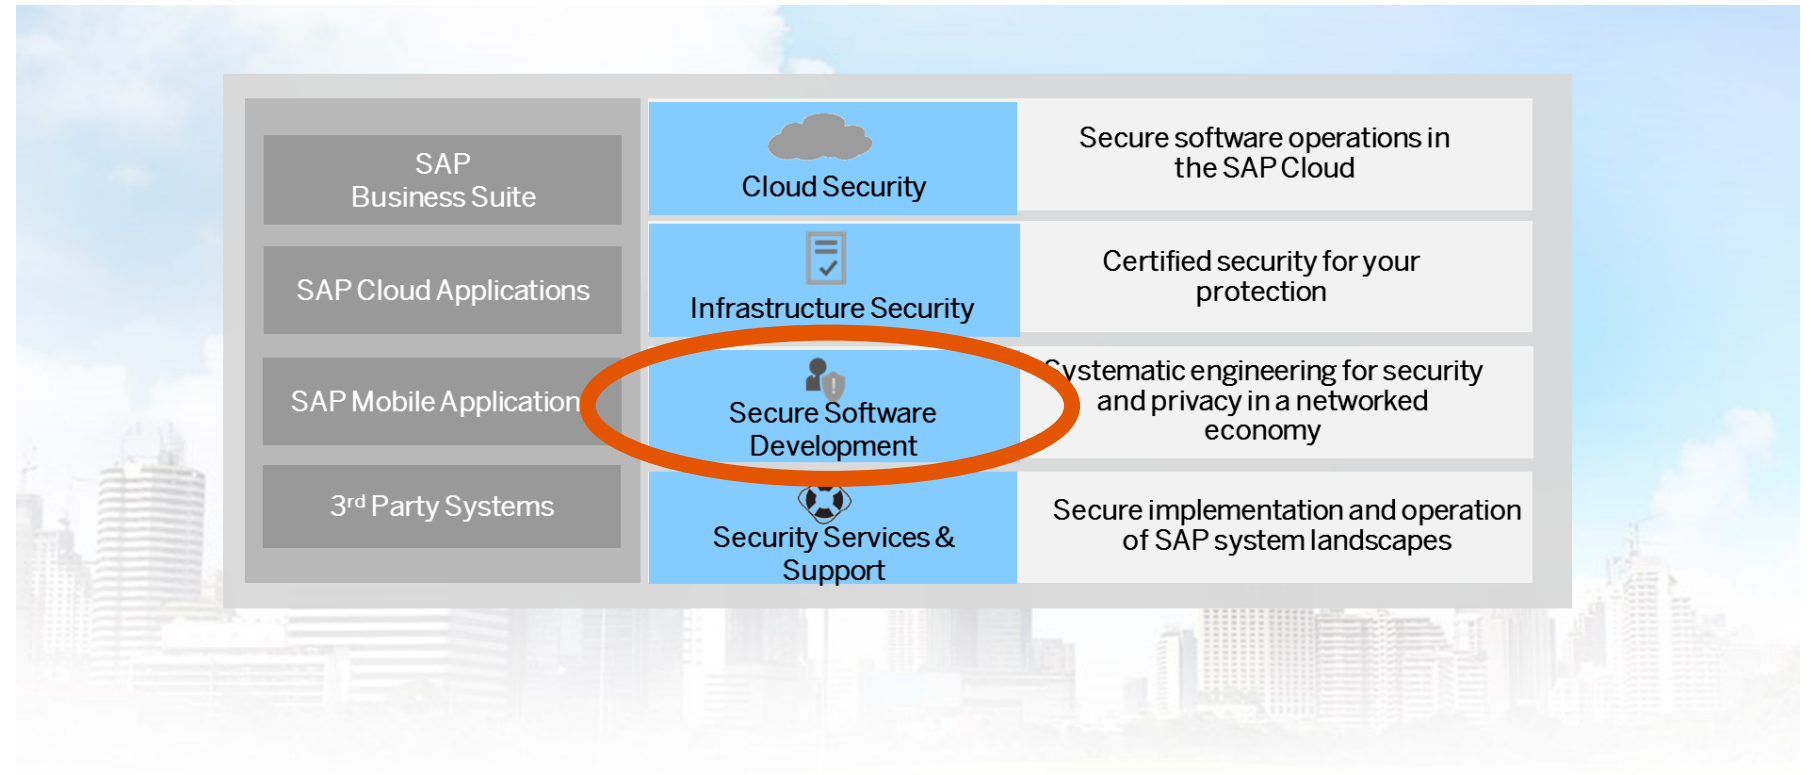 SAP
Business Suite
SAP Cloud Applications
SAP Mobile Application
3rd Party Systems
Cloud Security
Secure software operations in
the SAP Cloud
Infrastructure Security
Certified security for your
protection
Secure Software
Development
Systematic engineering for security
and privacy in a networked
economy
Security Services &
Support
Secure implementation and operation
of SAP system landscapes